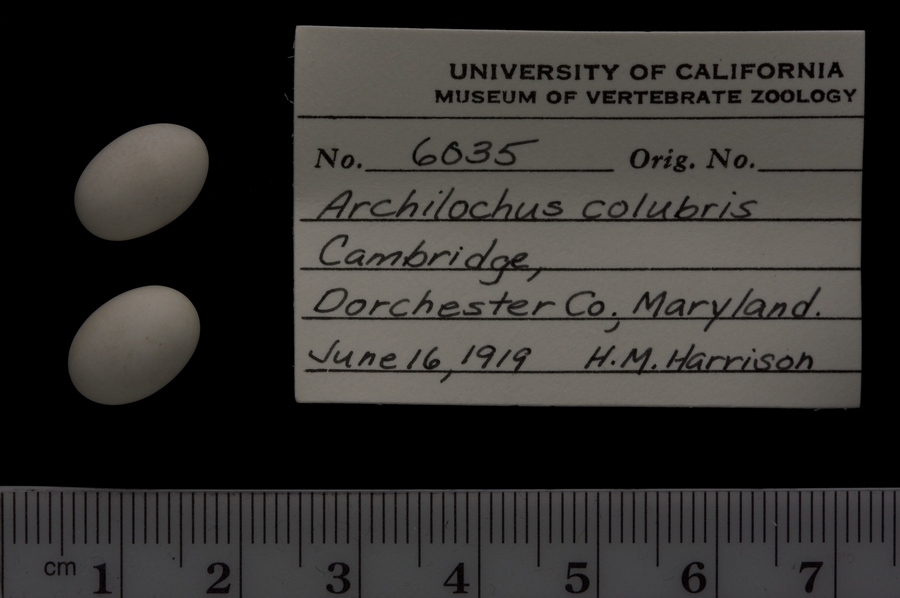 UNIVERSITY OF CALIFORNIA
MUSEUM OF VERTEBRATE ZOOLOGY
No. 6035 Orig. No.
Archilochus colubris
Cambridge,
Dorchester Co., Maryland.
June 16, 1919 H.M. Harrison
cm 1 2 3 4 5 6 7